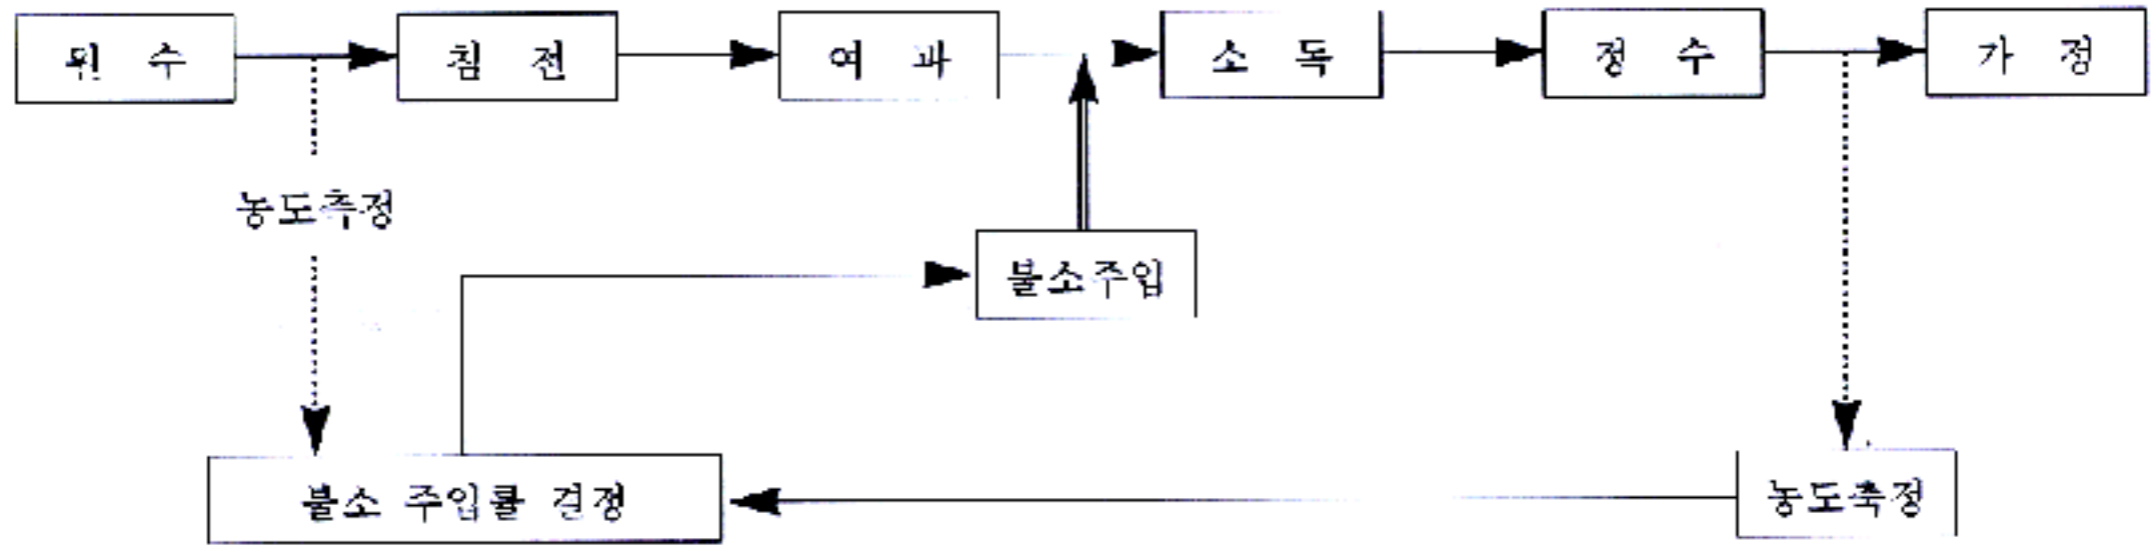 원 수 침 전 여 과 소 독 정 수 가 정
농도측정
불소주입
불소 주입률 결정 농도측정